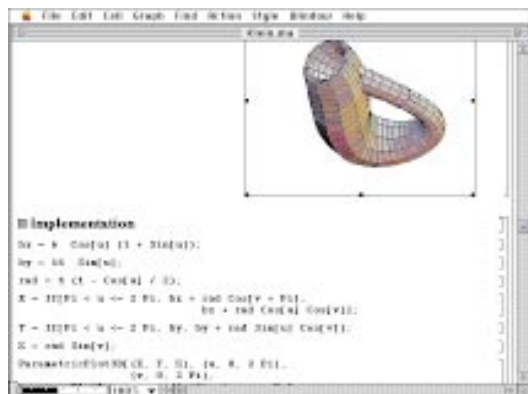 File Edit Cell Graph Find Action Style Window Help
Klein.ma
Implementation
bx = 6 Cos[u] (1 + Sin[u]);
by = 16 Sin[u];
rad = 4 (1 - Cos[u] / 2);
X = If[Pi < u <= 2 Pi, bx + rad Cos[v + Pi],
bx + rad Cos[u] Cos[v]];
Y = If[Pi < u <= 2 Pi, by, by + rad Sin[u] Cos[v]];
Z = rad Sin[v];
ParametricPlot3D[{X, Y, Z}, {u, 0, 2 Pi},
{v, 0, 2 Pi},